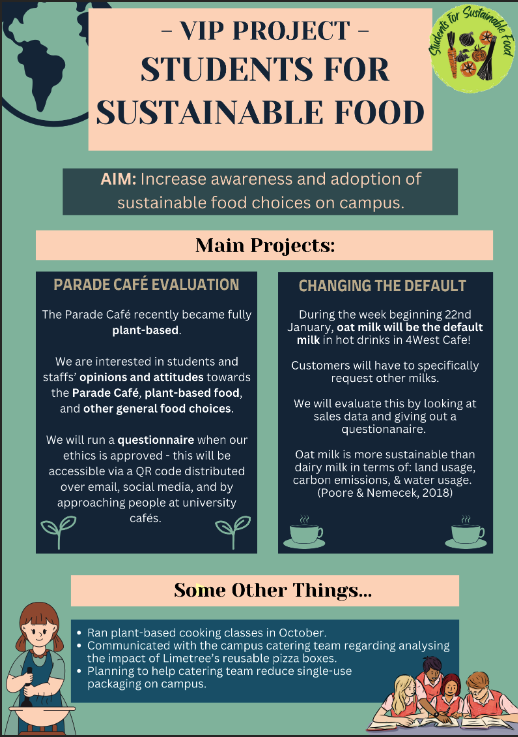 – VIP PROJECT –
STUDENTS FOR
SUSTAINABLE FOOD
Students for Sustainable Food
AIM: Increase awareness and adoption of
sustainable food choices on campus.
Main Projects:
PARADE CAFÉ EVALUATION
The Parade Café recently became fully
plant-based.
We are interested in students and
staffs’ opinions and attitudes towards
the Parade Café, plant-based food,
and other general food choices.
We will run a questionnaire when our
ethics is approved - this will be
accessible via a QR code distributed
over email, social media, and by
approaching people at university
cafés.
CHANGING THE DEFAULT
During the week beginning 22nd
January, oat milk will be the default
milk in hot drinks in 4West Cafe!
Customers will have to specifically
request other milks.
We will evaluate this by looking at
sales data and giving out a
questionanaire.
Oat milk is more sustainable than
dairy milk in terms of: land usage,
carbon emissions, & water usage.
(Poore & Nemecek, 2018)
Some Other Things...
• Ran plant-based cooking classes in October.
• Communicated with the campus catering team regarding analysing
the impact of Limetree’s reusable pizza boxes.
• Planning to help catering team reduce single-use
packaging on campus.